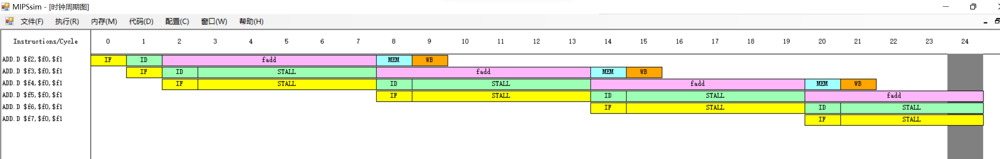 MIPSsim - [时钟周期图]
文件(F) 执行(R) 内存(M) 代码(D) 配置(C) 窗口(W) 帮助(H)
Instructions/Cycle 0 1 2 3 4 5 6 7 8 9 10 11 12 13 14 15 16 17 18 19 20 21 22 23 24
ADD.D $f2,$f0,$f1 IF ID fadd MEM WB
ADD.D $f3,$f0,$f1 IF ID STALL fadd MEM WB
ADD.D $f4,$f0,$f1 IF STALL ID STALL fadd MEM WB
ADD.D $f5,$f0,$f1 IF STALL ID STALL fadd
ADD.D $f6,$f0,$f1 IF STALL ID STALL
ADD.D $f7,$f0,$f1 IF STALL